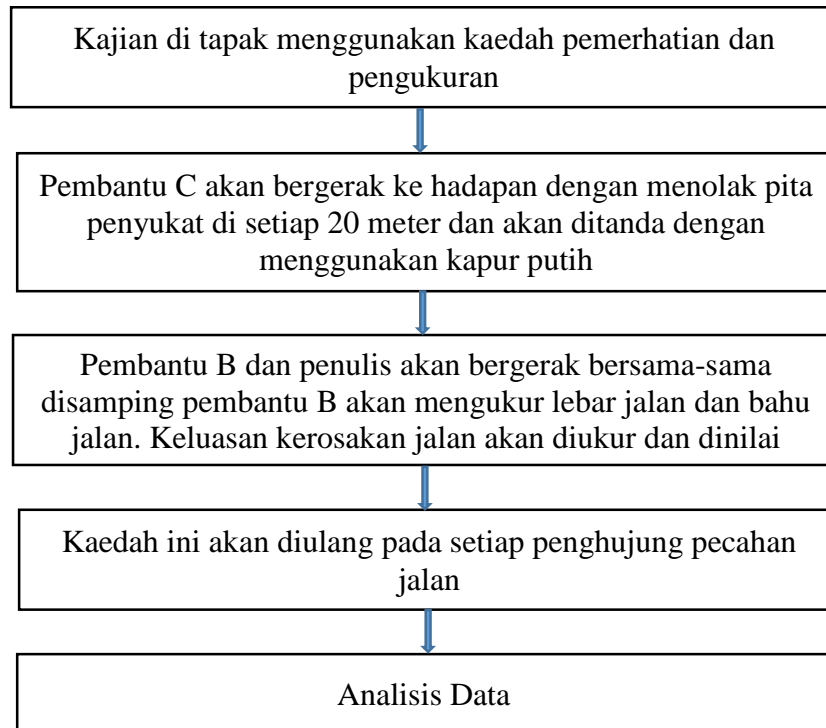 Kajian di tapak menggunakan kaedah pemerhatian dan
pengukuran
Pembantu C akan bergerak ke hadapan dengan menolak pita
penyukat di setiap 20 meter dan akan ditanda dengan
menggunakan kapur putih
Pembantu B dan penulis akan bergerak bersama-sama
disamping pembantu B akan mengukur lebar jalan dan bahu
jalan. Keluasan kerosakan jalan akan diukur dan dinilai
Kaedah ini akan diulang pada setiap penghujung pecahan
jalan
Analisis Data